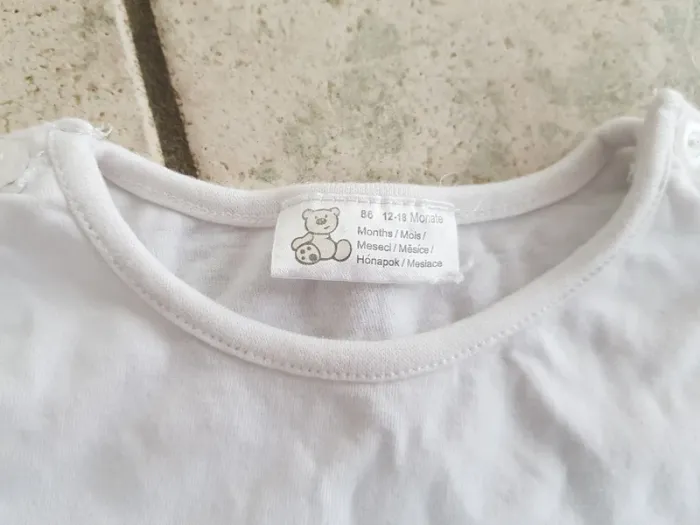 86 12-18 Monate
Months / Mois /
Meseci / Měsíce /
Hónapok / Mesiace